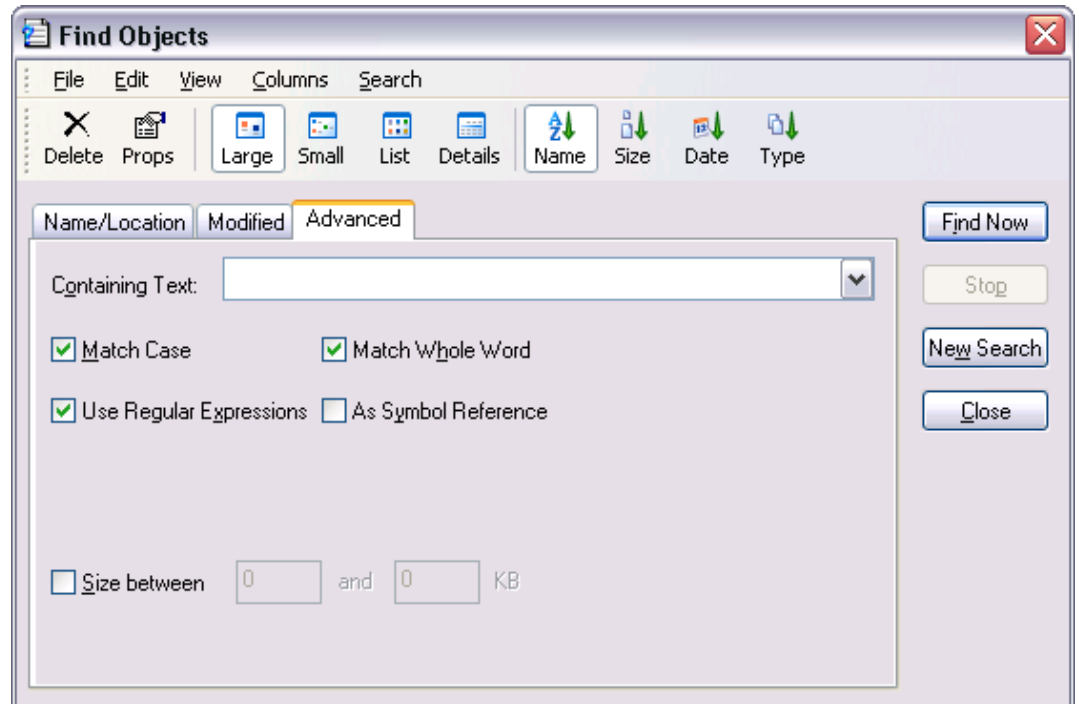 Find Objects
File Edit View Columns Search
Delete Props Large Small List Details Name Size Date Type
Name/Location Modified Advanced Find Now
Containing Text: Stop
Match Case Match Whole Word New Search
Use Regular Expressions As Symbol Reference Close
Size between 0 and 0 KB